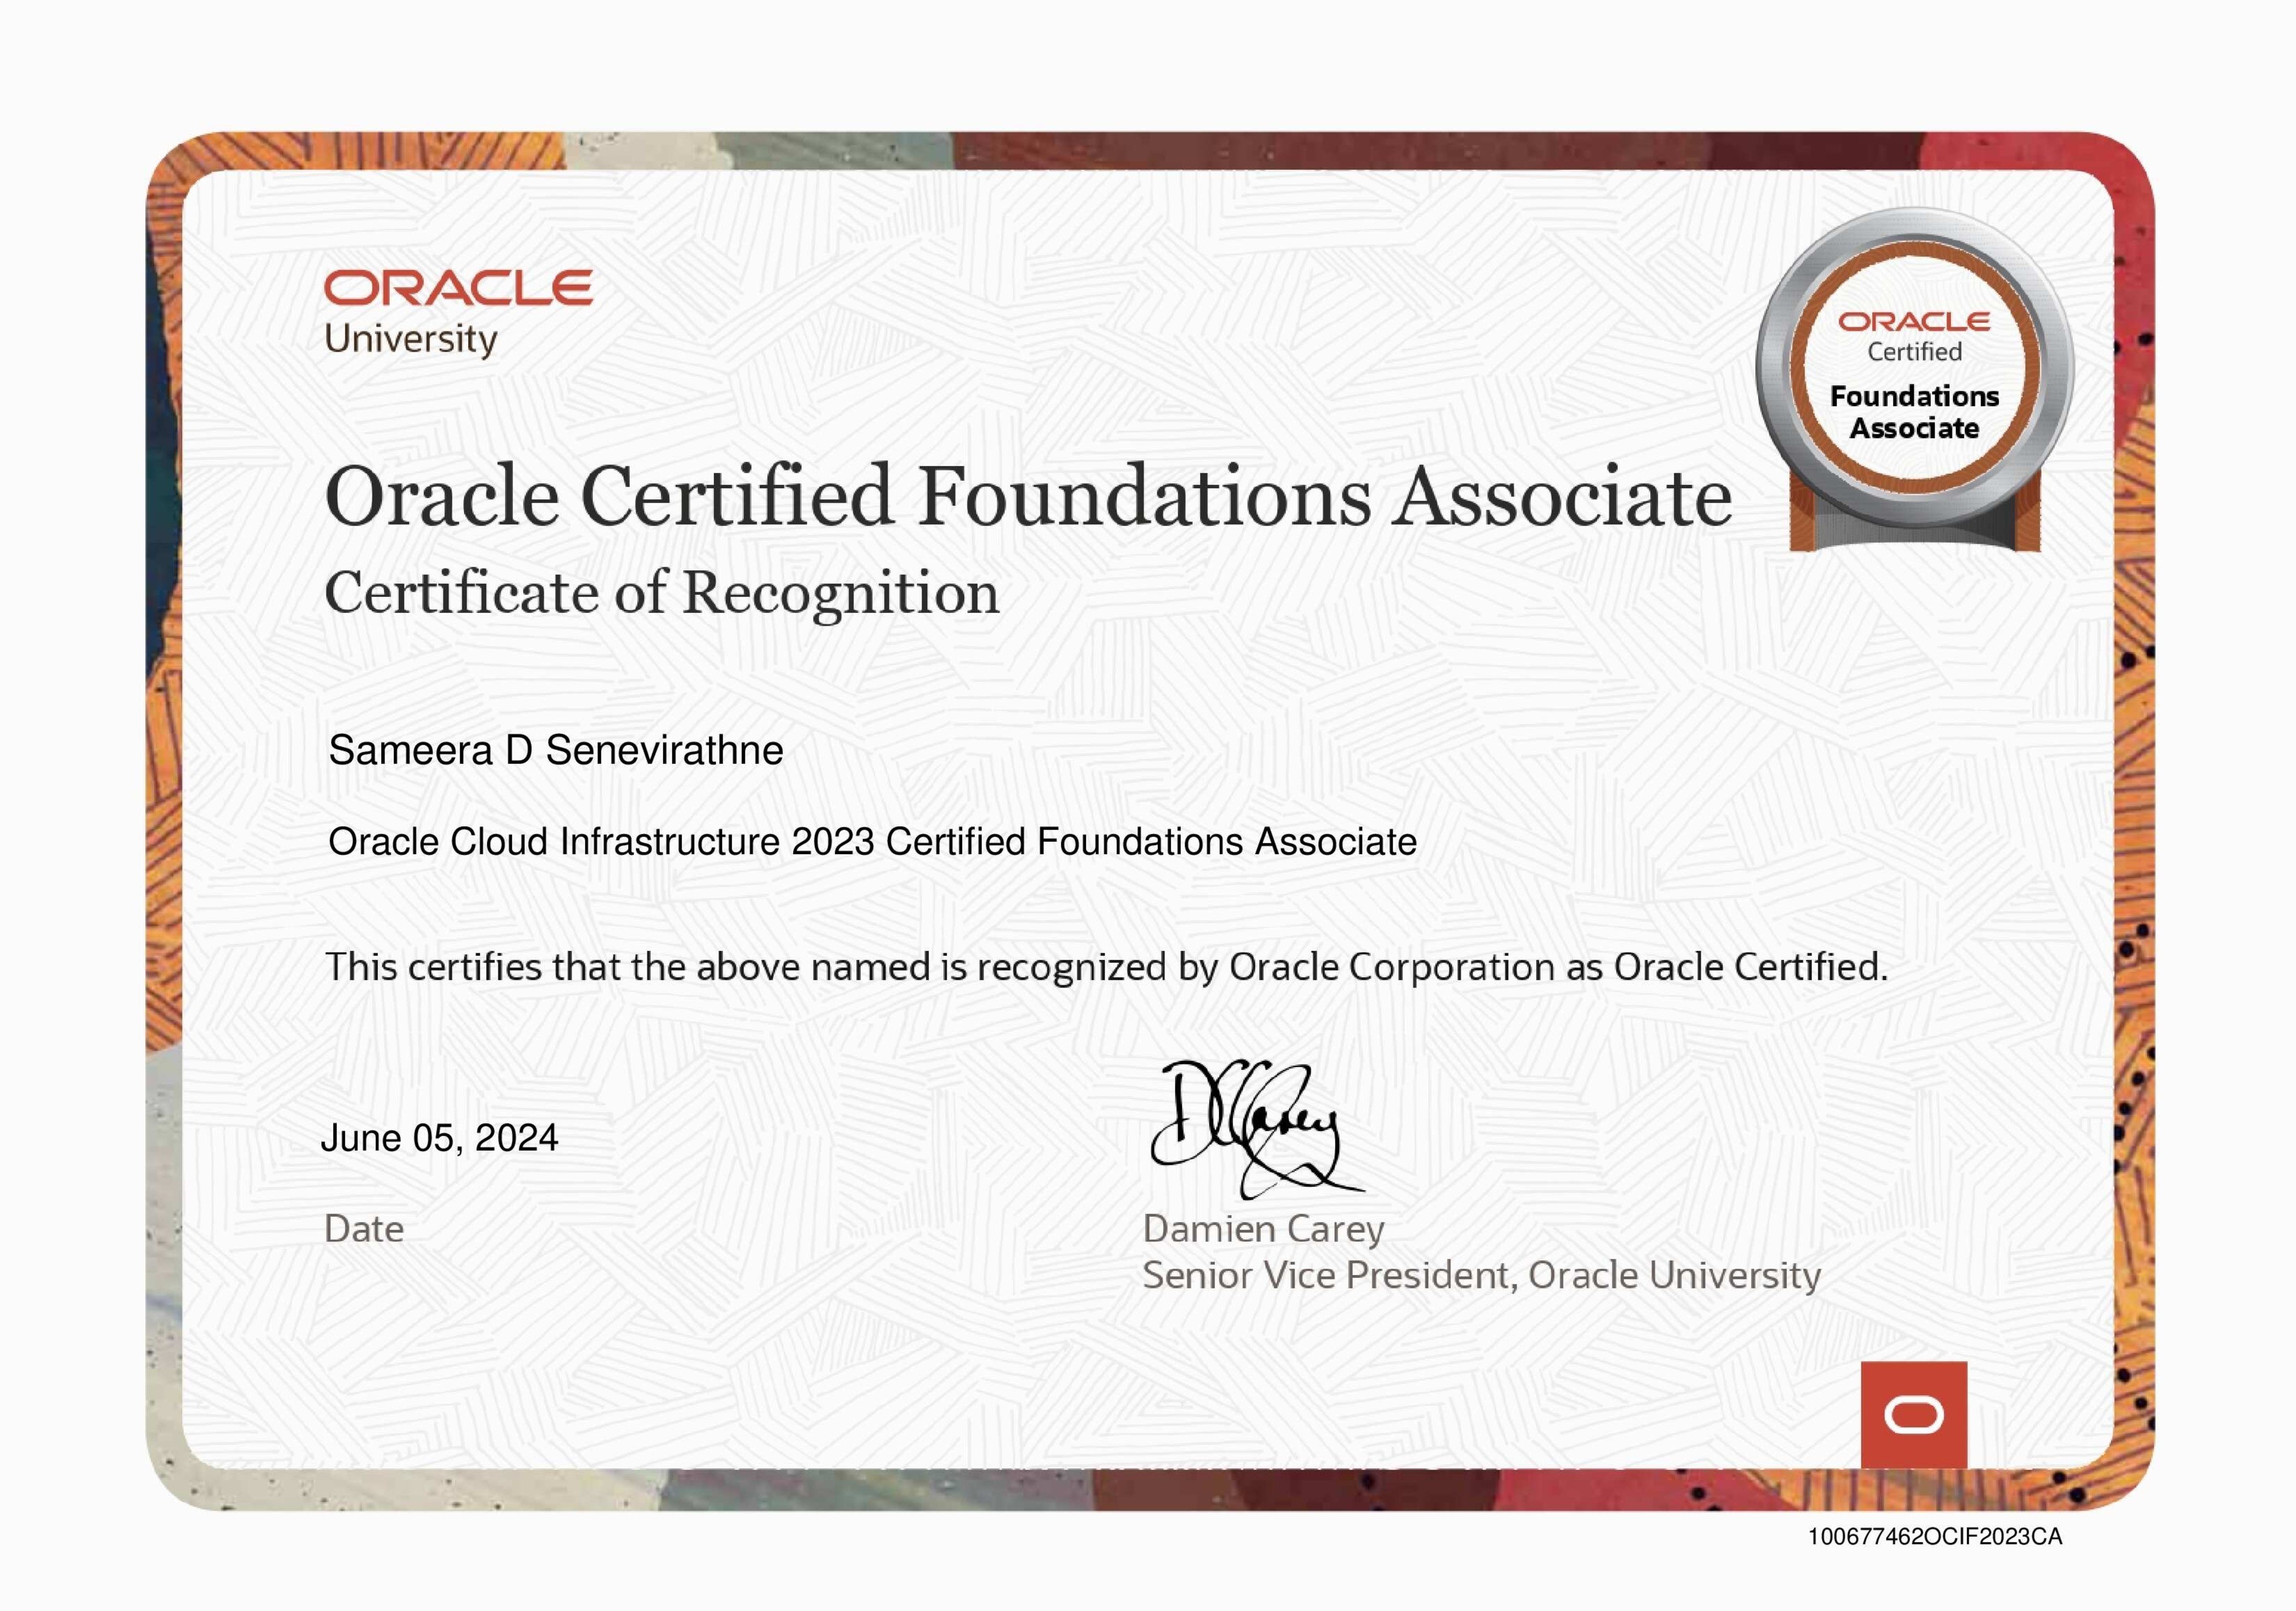 ORACLE
University
ORACLE
Certified
Foundations
Associate
Oracle Certified Foundations Associate
Certificate of Recognition
Sameera D Senevirathne
Oracle Cloud Infrastructure 2023 Certified Foundations Associate
This certifies that the above named is recognized by Oracle Corporation as Oracle Certified.
DCCarey
June 05, 2024
Date
Damien Carey
Senior Vice President, Oracle University
100677462OCIF2023CA